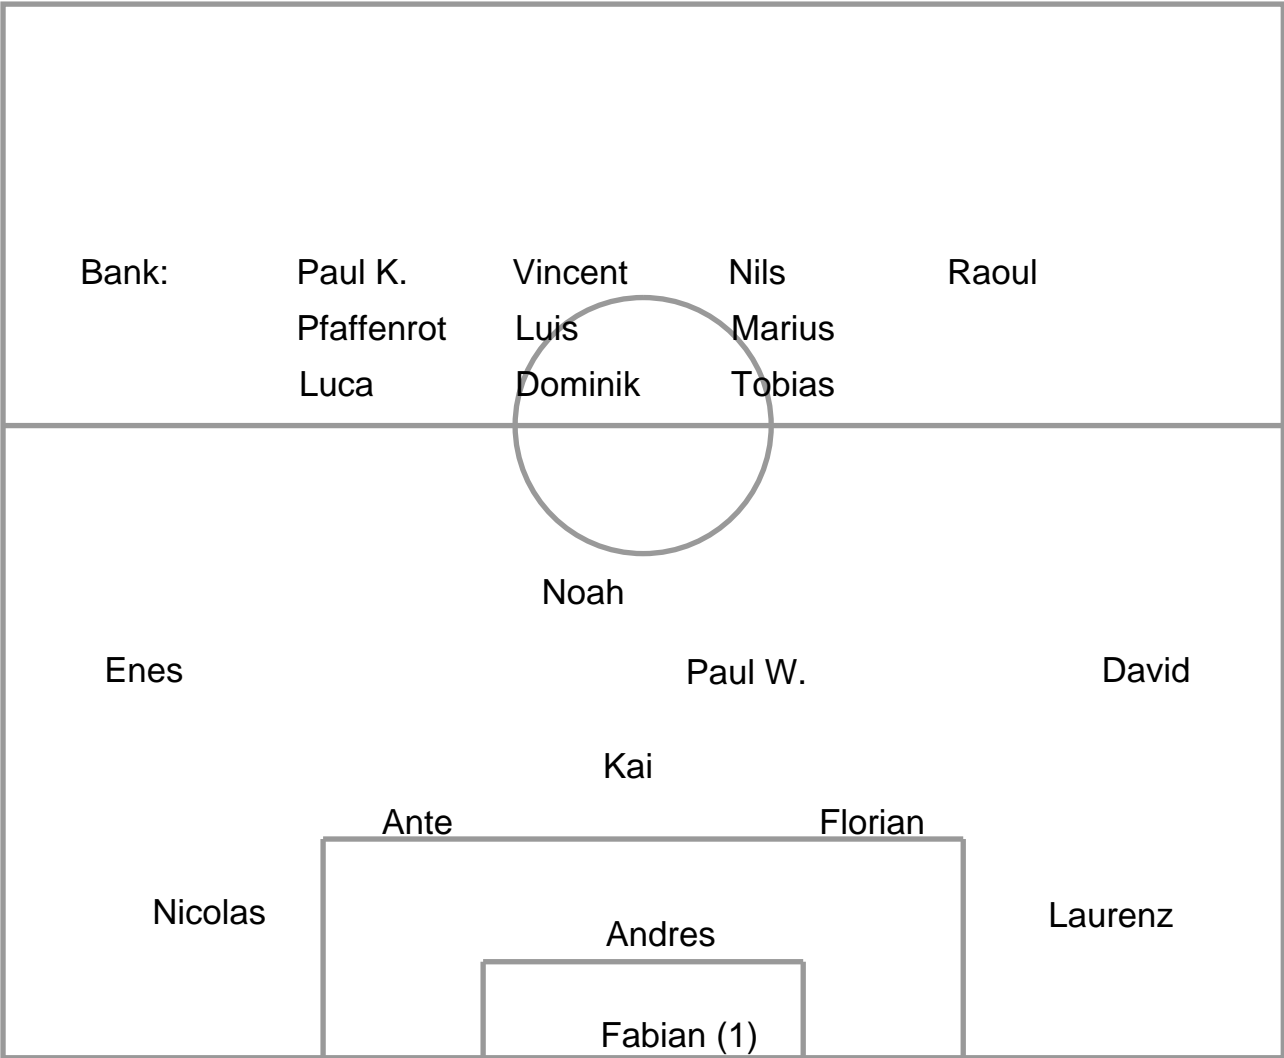 Bank: Paul K. Vincent Nils Raoul
Pfaffenrot Luis Marius
Luca Dominik Tobias
Noah
Enes Paul W. David
Kai
Ante Florian
Nicolas Laurenz
Andres
Fabian (1)